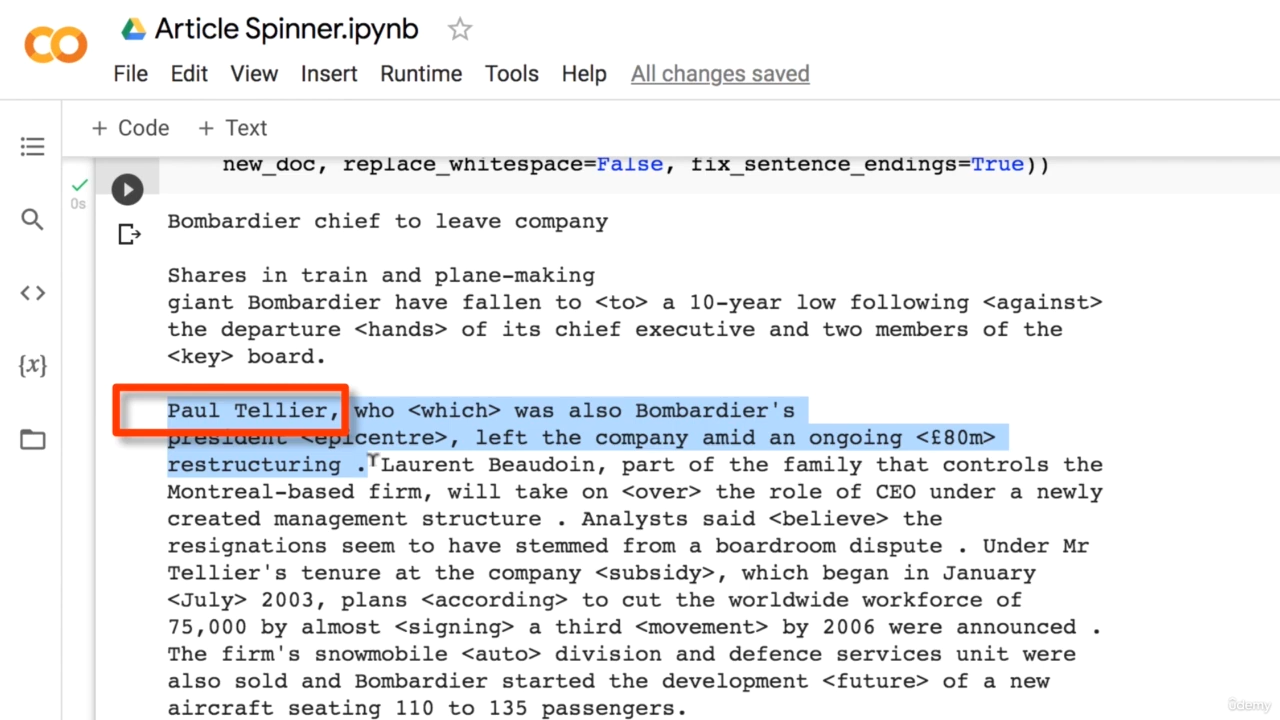 Article Spinner.ipynb
File Edit View Insert Runtime Tools Help All changes saved
+ Code + Text
new_doc, replace_whitespace=False, fix_sentence_endings=True))
0s
Bombardier chief to leave company
Shares in train and plane-making
giant Bombardier have fallen to <to> a 10-year low following <against>
the departure <hands> of its chief executive and two members of the
<key> board.
Paul Tellier, who <which> was also Bombardier's
president <epicentre>, left the company amid an ongoing <£80m>
restructuring . Laurent Beaudoin, part of the family that controls the
Montreal-based firm, will take on <over> the role of CEO under a newly
created management structure . Analysts said <believe> the
resignations seem to have stemmed from a boardroom dispute . Under Mr
Tellier's tenure at the company <subsidy>, which began in January
<July> 2003, plans <according> to cut the worldwide workforce of
75,000 by almost <signing> a third <movement> by 2006 were announced .
The firm's snowmobile <auto> division and defence services unit were
also sold and Bombardier started the development <future> of a new
aircraft seating 110 to 135 passengers.
{x}
ûdemy